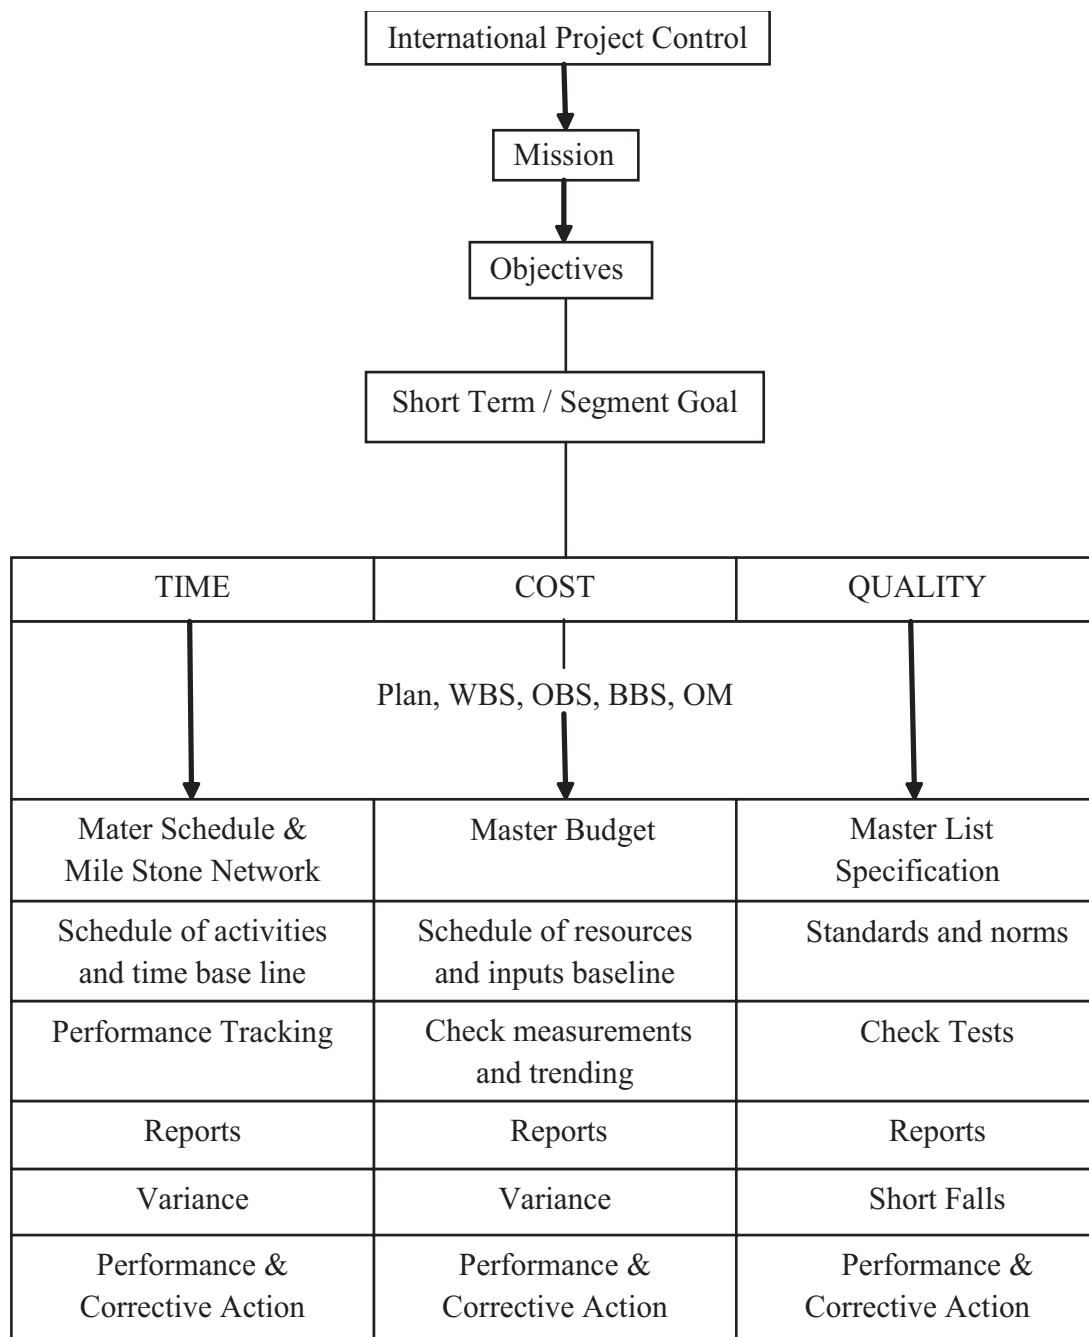 International Project Control
Mission
Objectives
Short Term / Segment Goal
TIME
COST
QUALITY
Plan, WBS, OBS, BBS, OM
Mater Schedule &
Mile Stone Network
Master Budget
Master List
Specification
Schedule of activities
and time base line
Schedule of resources
and inputs baseline
Standards and norms
Performance Tracking
Check measurements
and trending
Check Tests
Reports
Reports
Reports
Variance
Variance
Short Falls
Performance &
Corrective Action
Performance &
Corrective Action
Performance &
Corrective Action